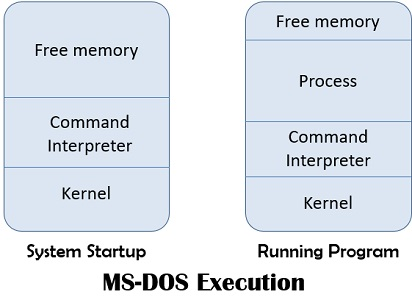 Free memory
Command
Interpreter
Kernel
System Startup
Free memory
Process
Command
Interpreter
Kernel
Running Program
MS-DOS Execution